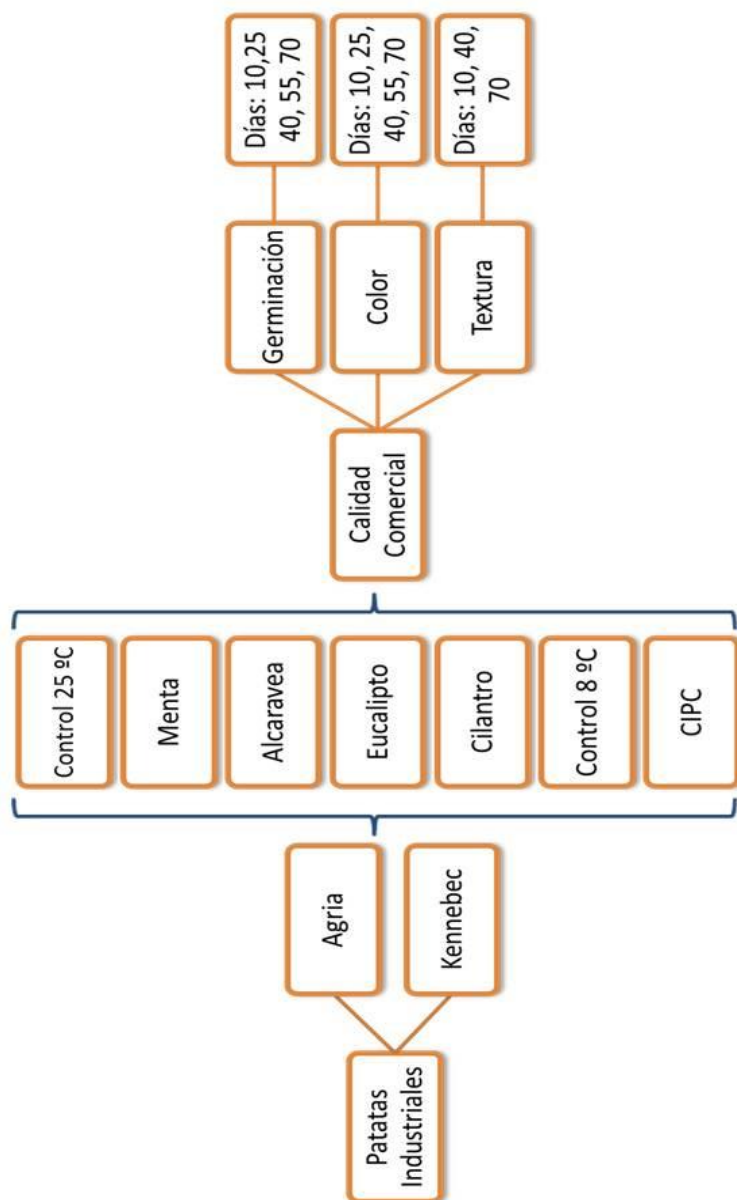 Patatas
Industriales
Agria
Kennebec
Control 25 ºC
Menta
Alcaravea
Eucalipto
Cilantro
Control 8 ºC
CIPC
Calidad
Comercial
Germinación
Color
Textura
Días: 10,25
40, 55, 70
Días: 10, 25,
40, 55, 70
Días: 10, 40,
70